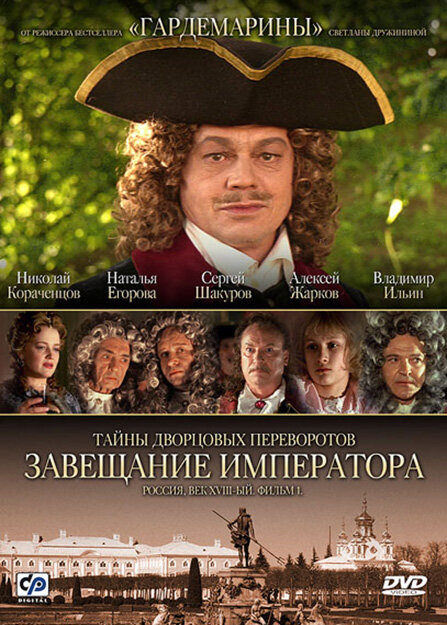 ОТ РЕЖИССЕРА БЕСТСЕЛЛЕРА «ГАРДЕМАРИНЫ» СВЕТЛАНЫ ДРУЖИНИНОЙ
Николай Караченцов
Наталья Егорова
Сергей Шакуров
Алексей Жарков
Владимир Ильин
ТАЙНЫ ДВОРЦОВЫХ ПЕРЕВОРОТОВ
ЗАВЕЩАНИЕ ИМПЕРАТОРА
РОССИЯ, ВЕК XVIII-ЫЙ. ФИЛЬМ 1.
CP
DIGITAL
DVD
VIDEO